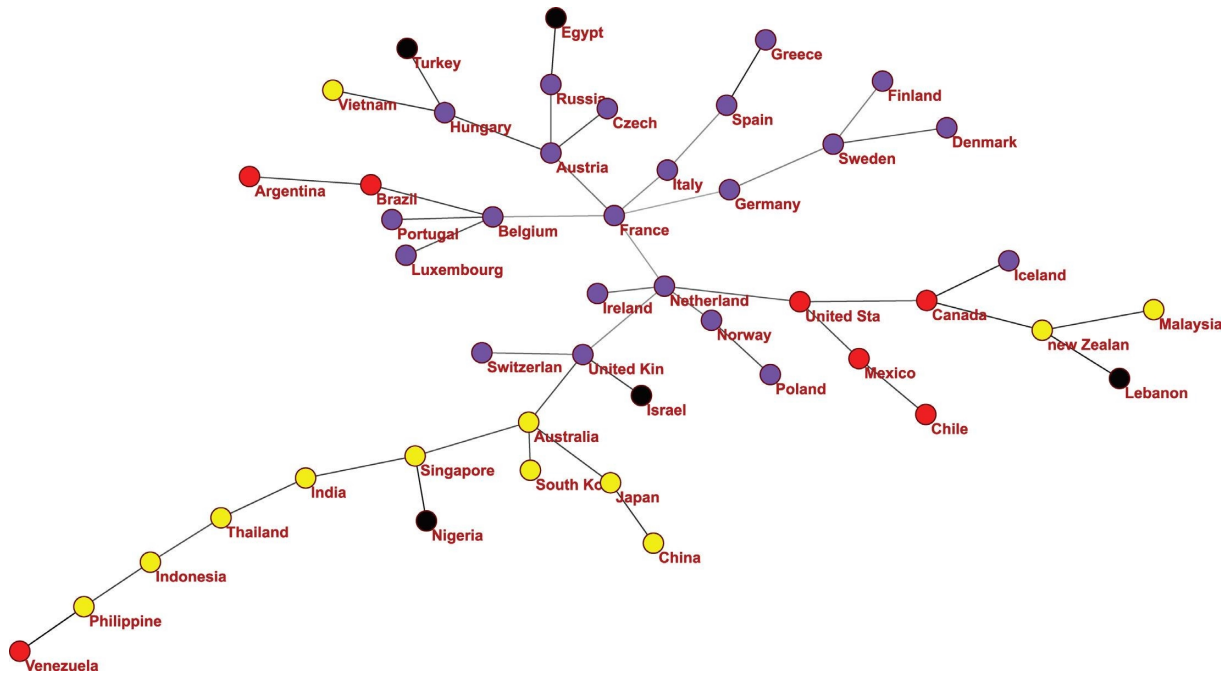 Egypt
Greece
Turkey
Finland
Vietnam
Russia
Spain
Czech
Hungary
Denmark
Sweden
Austria
Italy
Argentina
Brazil
Germany
Portugal
Belgium
France
Luxembourg
Iceland
Netherland
Ireland
United Sta
Canada
Malaysia
Norway
new Zealan
Switzerlan
United Kin
Mexico
Poland
Israel
Lebanon
Chile
Australia
Singapore
South Ko
Japan
India
Thailand
Nigeria
China
Indonesia
Philippine
Venezuela